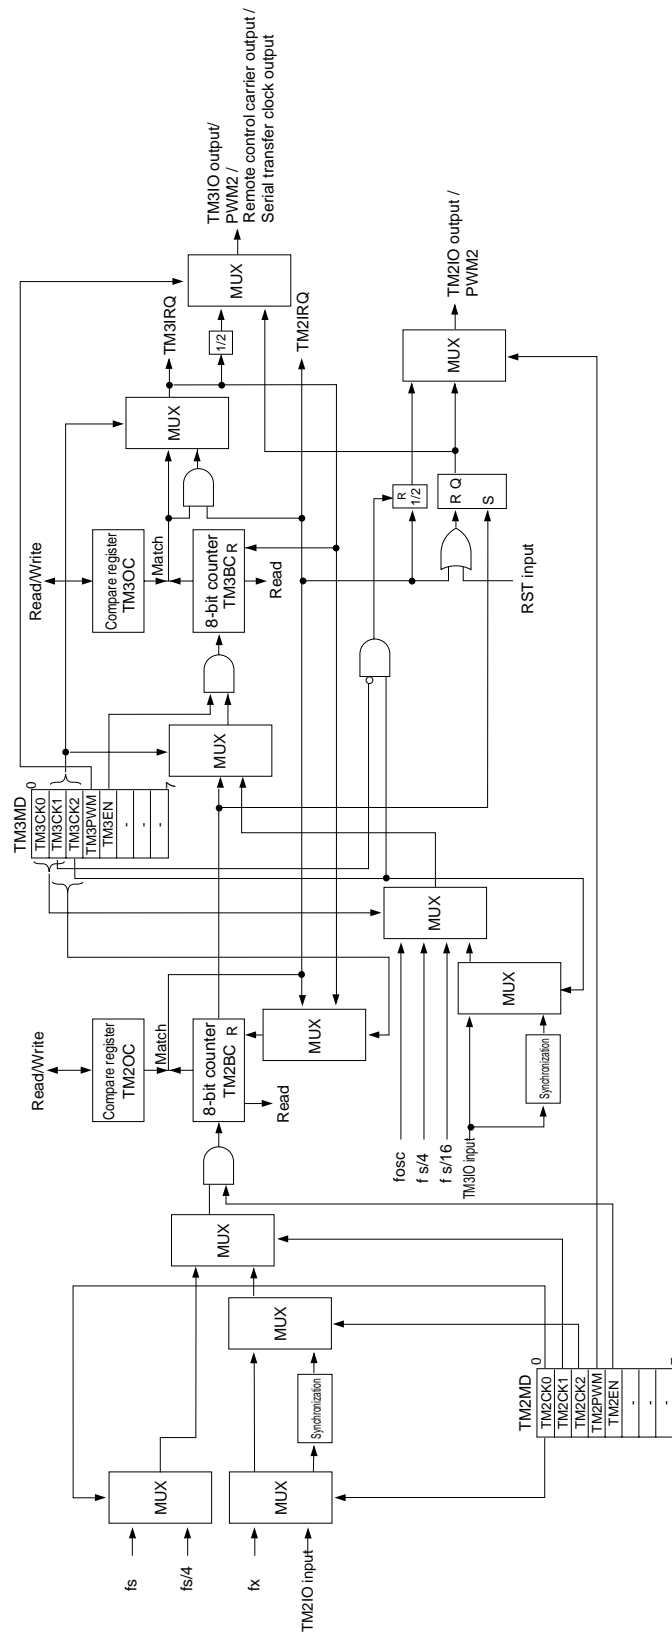 fs
fs/4
fx
TM2IO input
MUX
MUX
Synchronization
MUX
MUX
TM2MD
0
TM2CK0
TM2CK1
TM2CK2
TM2PWM
TM2EN
-
-
-
7
Read/Write
Compare register
TM2OC
Match
8-bit counter
TM2BC
R
Read
MUX
fosc
f s/4
f s/16
TM3IO input
Synchronization
MUX
MUX
TM3MD
0
TM3CK0
TM3CK1
TM3CK2
TM3PWM
TM3EN
-
-
-
7
MUX
Read/Write
Compare register
TM3OC
Match
8-bit counter
TM3BC
R
Read
MUX
TM3IRQ
1/2
MUX
TM3IO output/
PWM2 /
Remote control carrier output /
Serial transfer clock output
TM2IRQ
R
1/2
R Q
S
RST input
MUX
TM2IO output /
PWM2